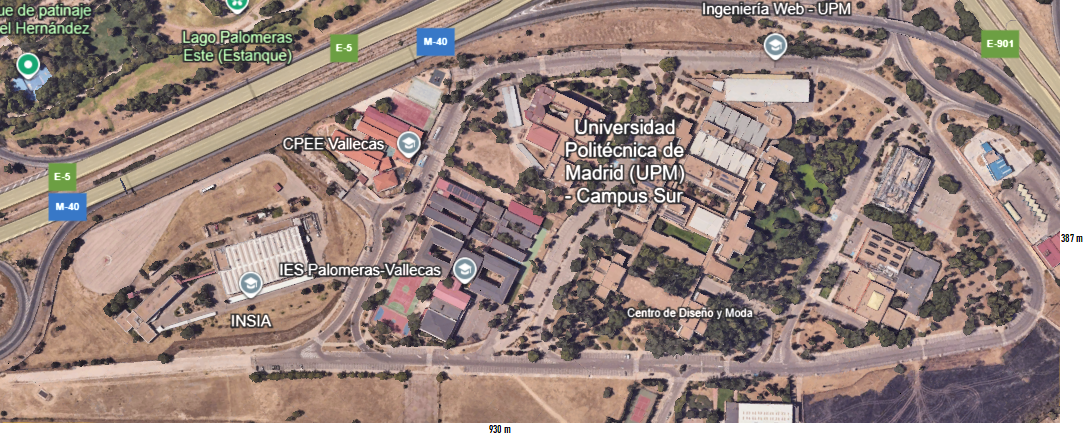 ue de patinaje
el Hernández
Lago Palomeras
Este (Estanque)
E-5
M-40
Ingeniería Web - UPM
E-901
CPEE Vallecas
Universidad
Politécnica de
Madrid (UPM)
- Campus Sur
E-5
M-40
387 m
IES Palomeras-Vallecas
INSIA
Centro de Diseño y Moda
930 m